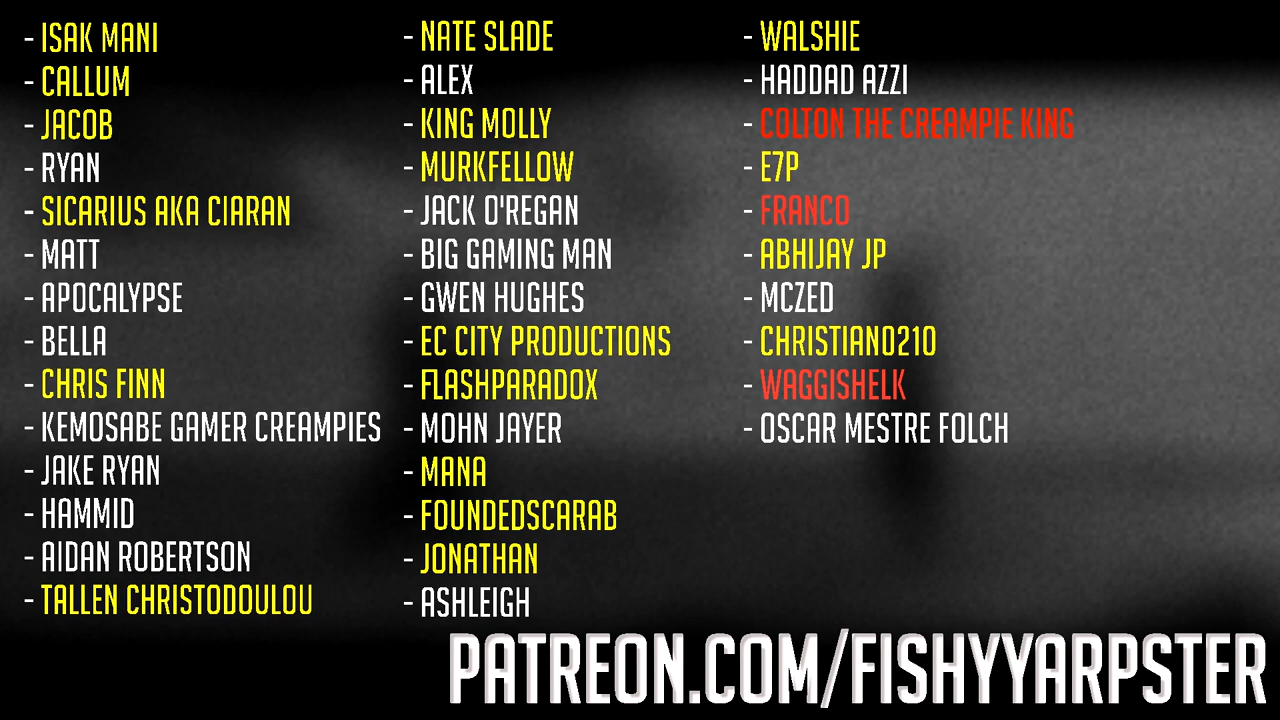 - ISAK MANI
- CALLUM
- JACOB
- RYAN
- SICARIUS AKA CIARAN
- MATT
- APOCALYPSE
- BELLA
- CHRIS FINN
- KEMOSABE GAMER CREAMPIES
- JAKE RYAN
- HAMMID
- AIDAN ROBERTSON
- TALLEN CHRISTODOULOU
- NATE SLADE
- ALEX
- KING MOLLY
- MURKFELLOW
- JACK O'REGAN
- BIG GAMING MAN
- GWEN HUGHES
- EC CITY PRODUCTIONS
- FLASHPARADOX
- MOHN JAYER
- MANA
- FOUNDEDSCARAB
- JONATHAN
- ASHLEIGH
- WALSHIE
- HADDAD AZZI
- COLTON THE CREAMPIE KING
- E7P
- FRANCO
- ABHIJAY JP
- MCZED
- CHRISTIANO210
- WAGGISHELK
- OSCAR MESTRE FOLCH
PATREON.COM/FISHYYARPSTER